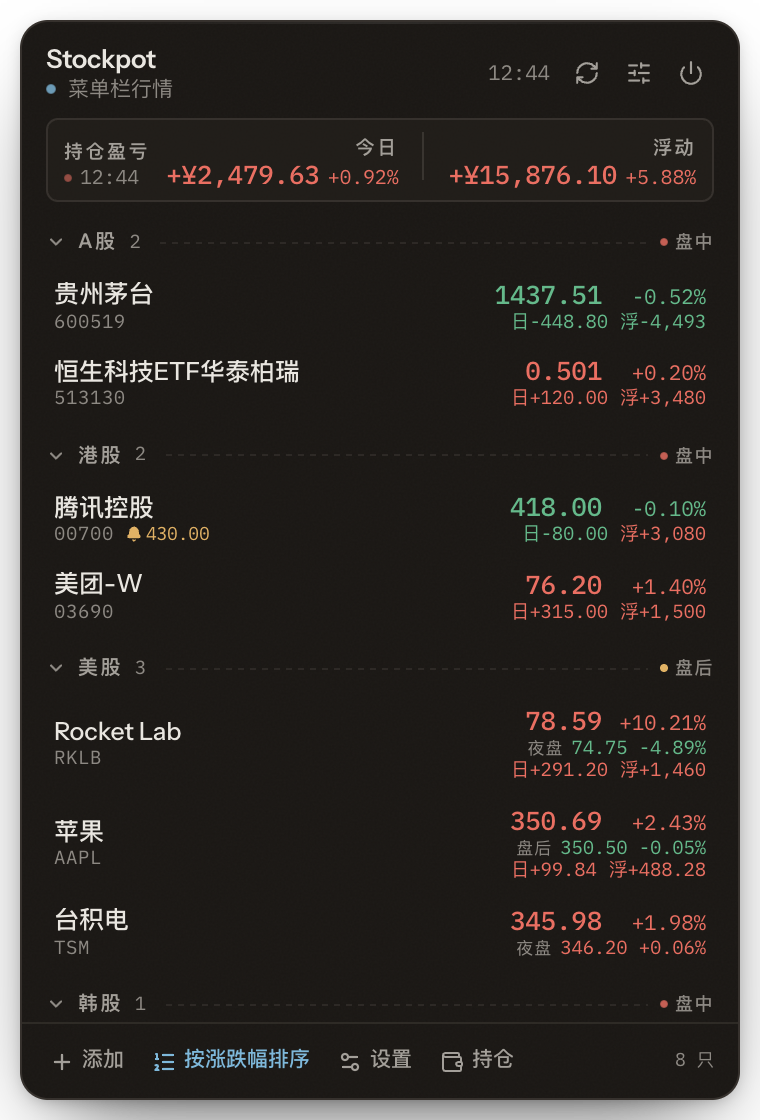 Stockpot
菜单栏行情
12:44
持仓盈亏
12:44
今日
+¥2,479.63 +0.92%
浮动
+¥15,876.10 +5.88%
A股 2 盘中
贵州茅台 1437.51 -0.52%
600519 日-448.80 浮-4,493
恒生科技ETF华泰柏瑞 0.501 +0.20%
513130 日+120.00 浮+3,480
港股 2 盘中
腾讯控股 418.00 -0.10%
00700 430.00 日-80.00 浮+3,080
美团-W 76.20 +1.40%
03690 日+315.00 浮+1,500
美股 3 盘后
Rocket Lab 78.59 +10.21%
RKLB 夜盘 74.75 -4.89%
日+291.20 浮+1,460
苹果 350.69 +2.43%
AAPL 盘后 350.50 -0.05%
日+99.84 浮+488.28
台积电 345.98 +1.98%
TSM 夜盘 346.20 +0.06%
韩股 1 盘中
添加 按涨跌幅排序 设置 持仓 8 只